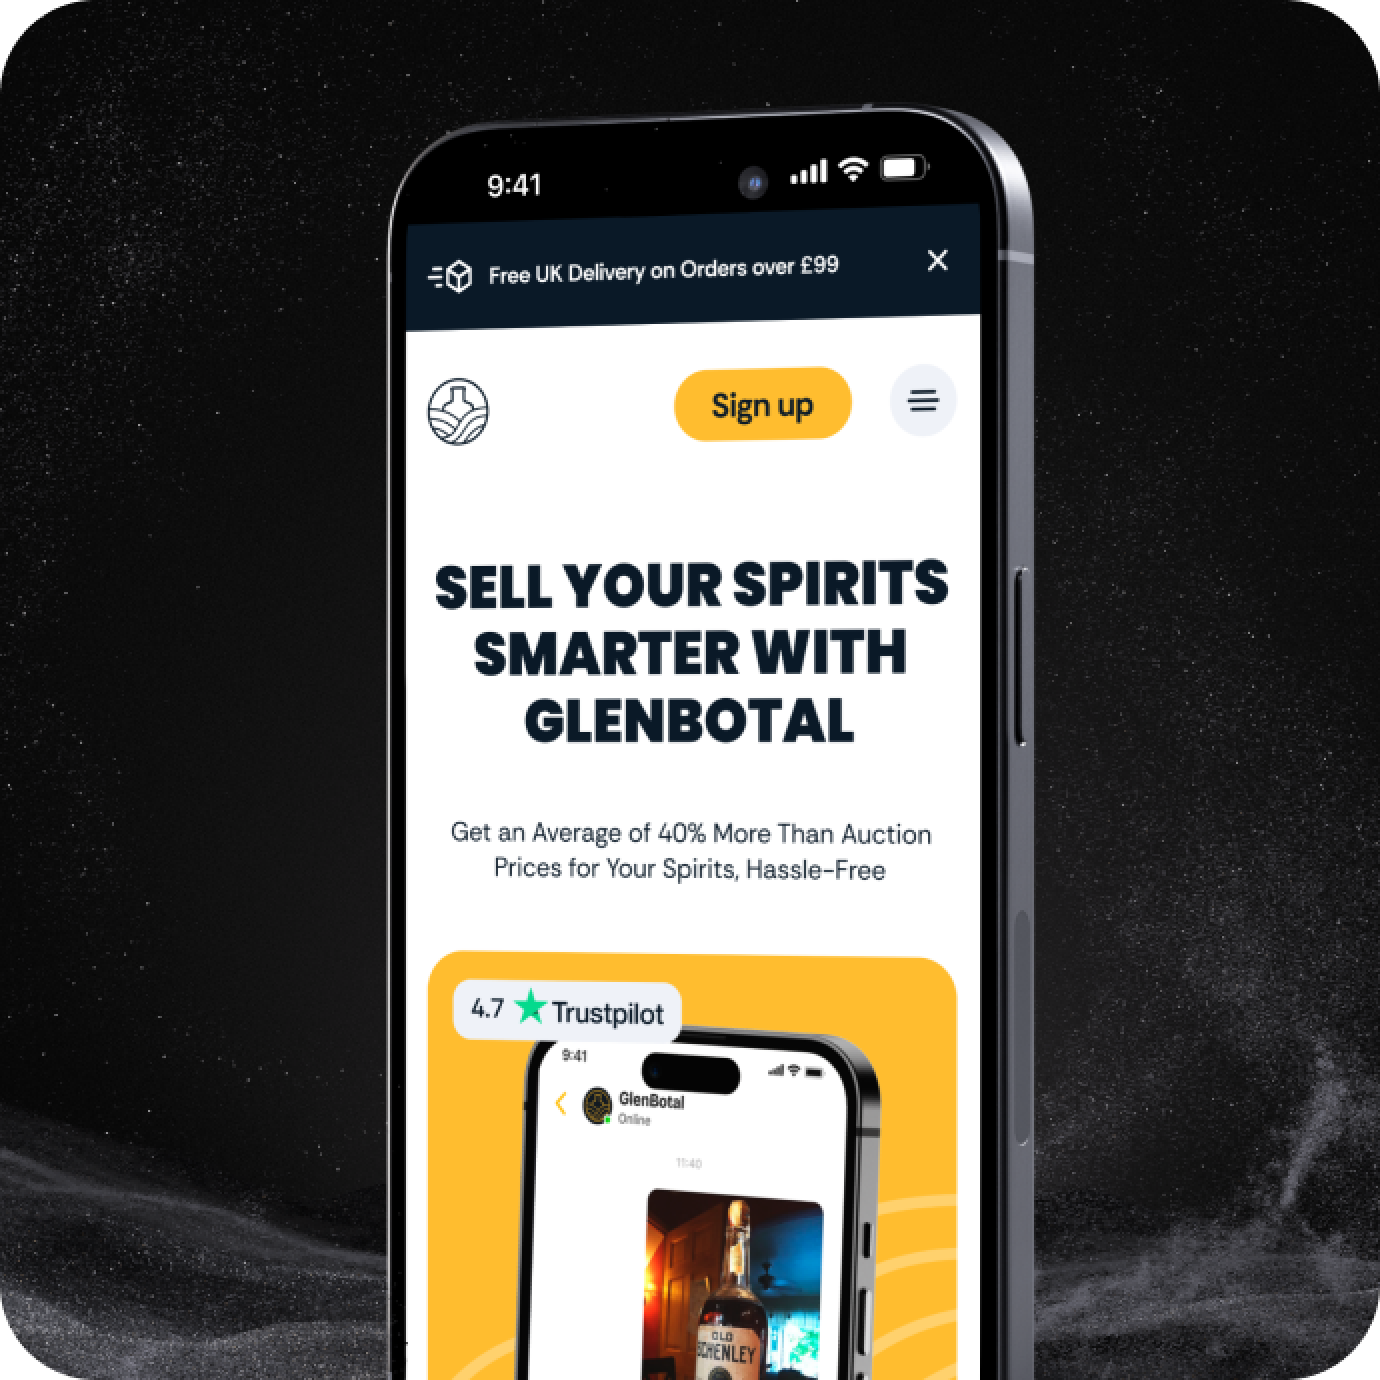 9:41
Free UK Delivery on Orders over £99
Sign up
SELL YOUR SPIRITS
SMARTER WITH
GLENBOTAL
Get an Average of 40% More Than Auction
Prices for Your Spirits, Hassle-Free
4.7 Trustpilot
9:41
GlenBotal
Online
11:40
OLD
SCHENLEY